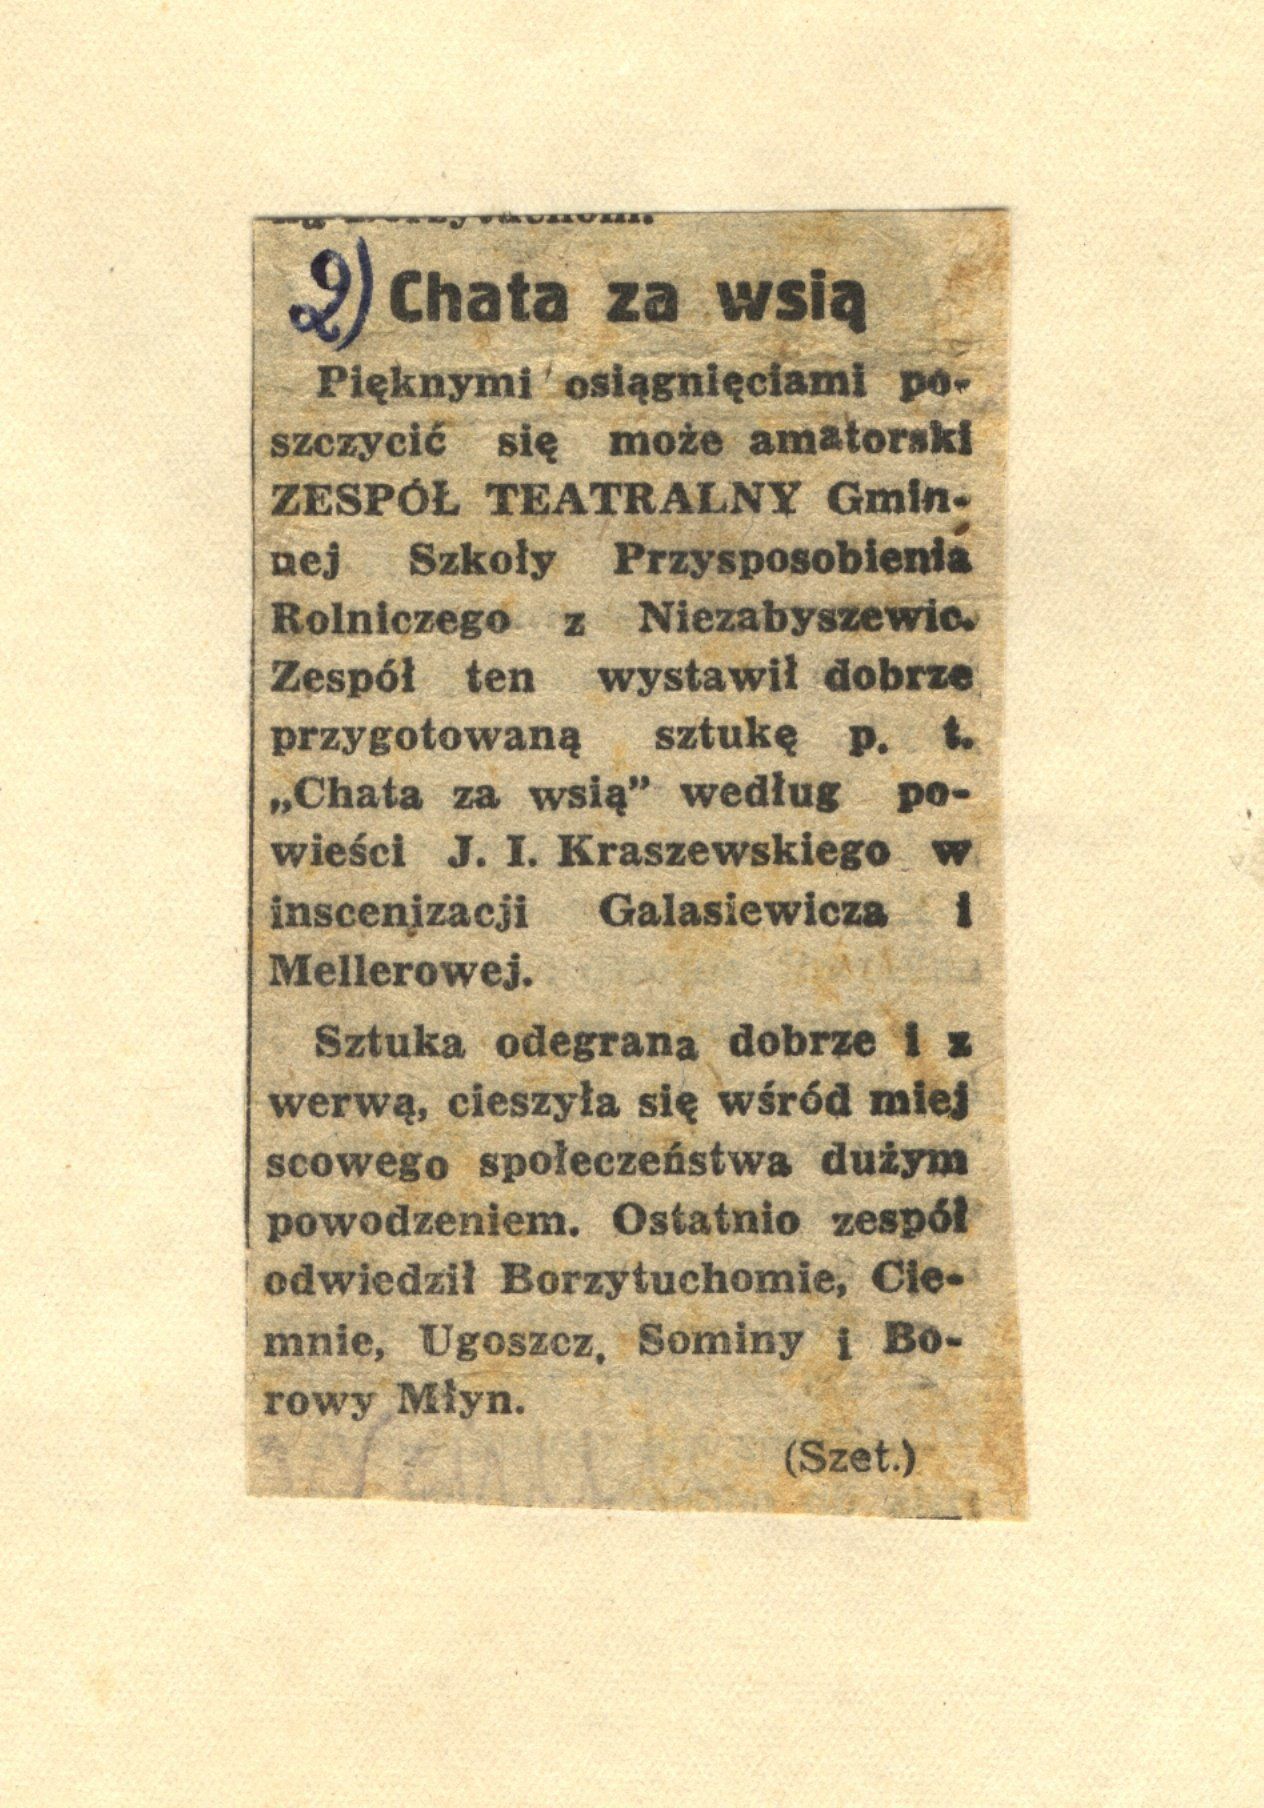 2) Chata za wsią
Pięknymi osiągnięciami po-
szczycić się może amatorski
ZESPÓŁ TEATRALNY Gmin-
nej Szkoły Przysposobienia
Rolniczego z Niezabyszewic.
Zespół ten wystawił dobrze
przygotowaną sztukę p. t.
„Chata za wsią” według po-
wieści J. I. Kraszewskiego w
inscenizacji Galasiewicza i
Mellerowej.
Sztuka odegrana dobrze i z
werwą, cieszyła się wśród miej
scowego społeczeństwa dużym
powodzeniem. Ostatnio zespół
odwiedził Borzytuchomie, Cie-
mnie, Ugoszcz, Sominy i Bo-
rowy Młyn.
(Szet.)